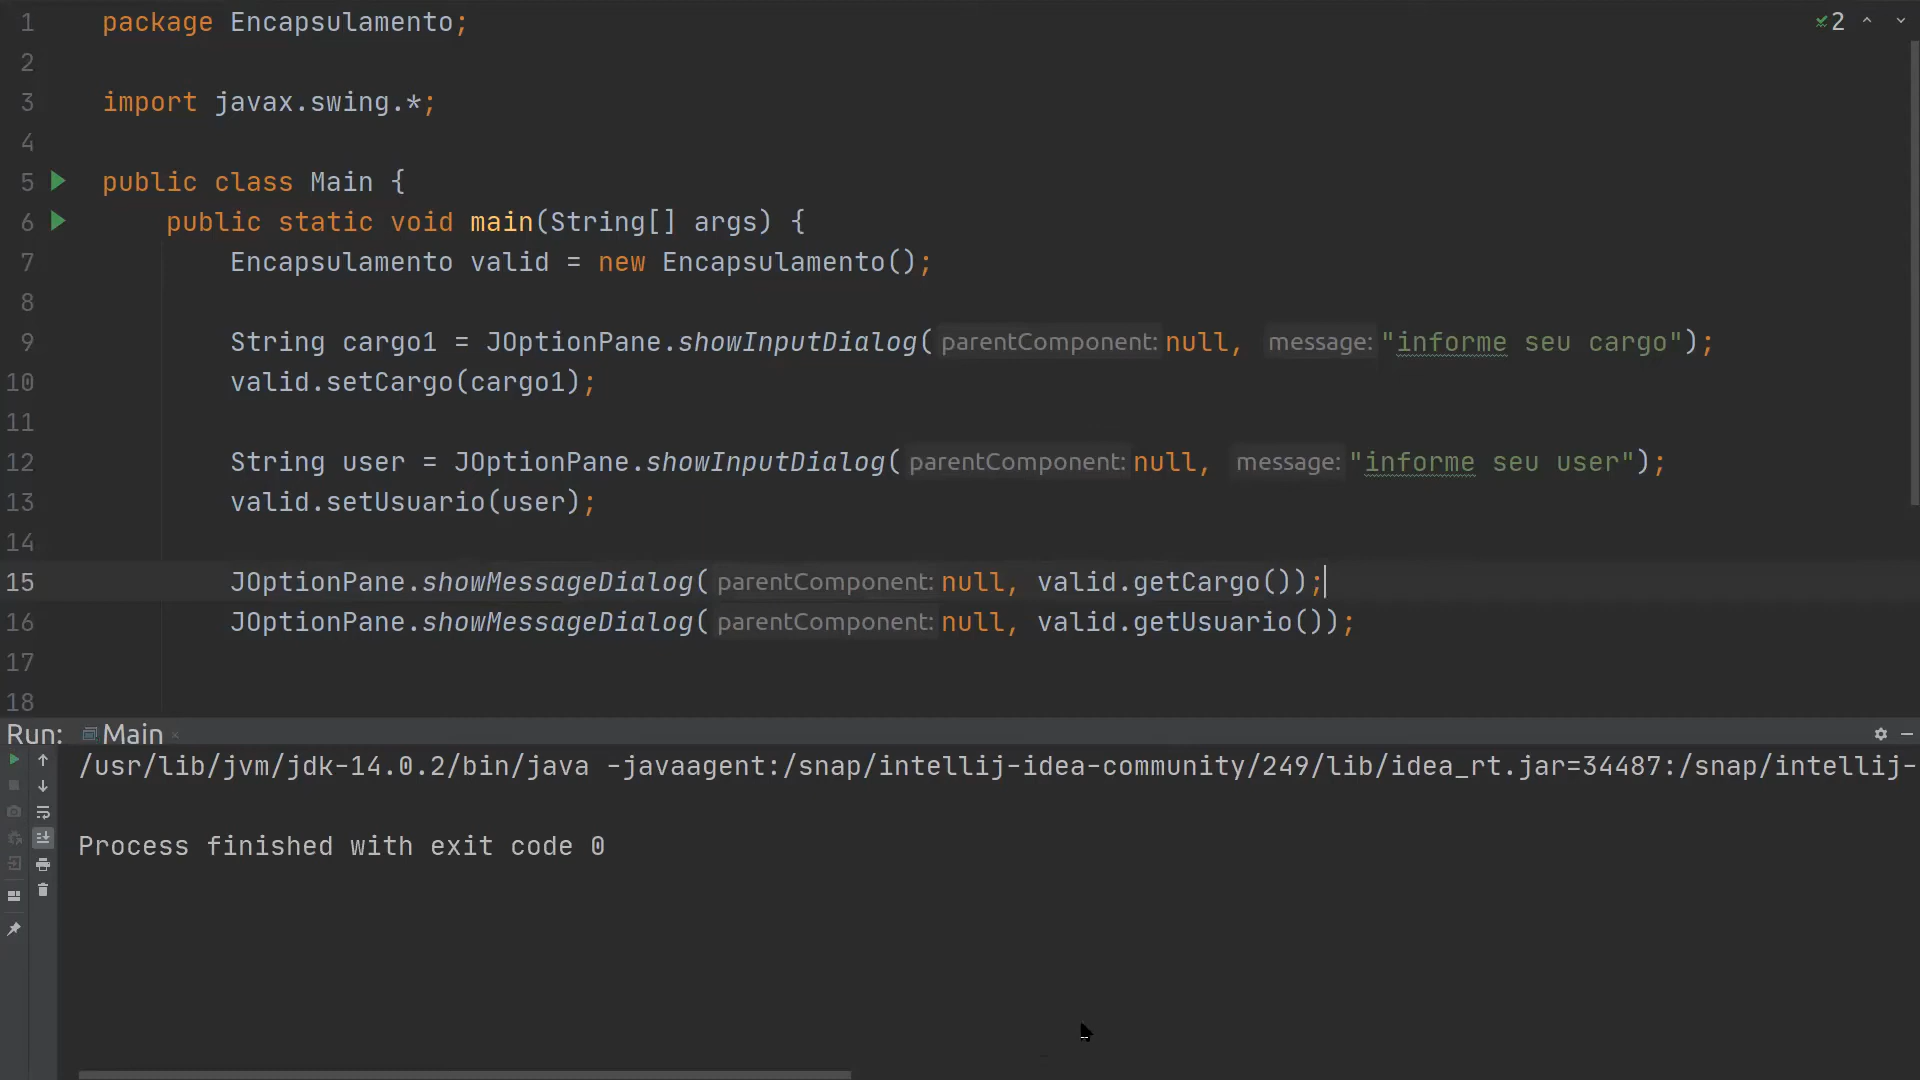 1 package Encapsulamento;
2
3 import javax.swing.*;
4
5 public class Main {
6 public static void main(String[] args) {
7 Encapsulamento valid = new Encapsulamento();
8
9 String cargo1 = JOptionPane.showInputDialog( parentComponent: null, message: "informe seu cargo");
10 valid.setCargo(cargo1);
11
12 String user = JOptionPane.showInputDialog( parentComponent: null, message: "informe seu user");
13 valid.setUsuario(user);
14
15 JOptionPane.showMessageDialog( parentComponent: null, valid.getCargo());
16 JOptionPane.showMessageDialog( parentComponent: null, valid.getUsuario());
17
18
2
Run: Main
/usr/lib/jvm/jdk-14.0.2/bin/java -javaagent:/snap/intellij-idea-community/249/lib/idea_rt.jar=34487:/snap/intellij-
Process finished with exit code 0